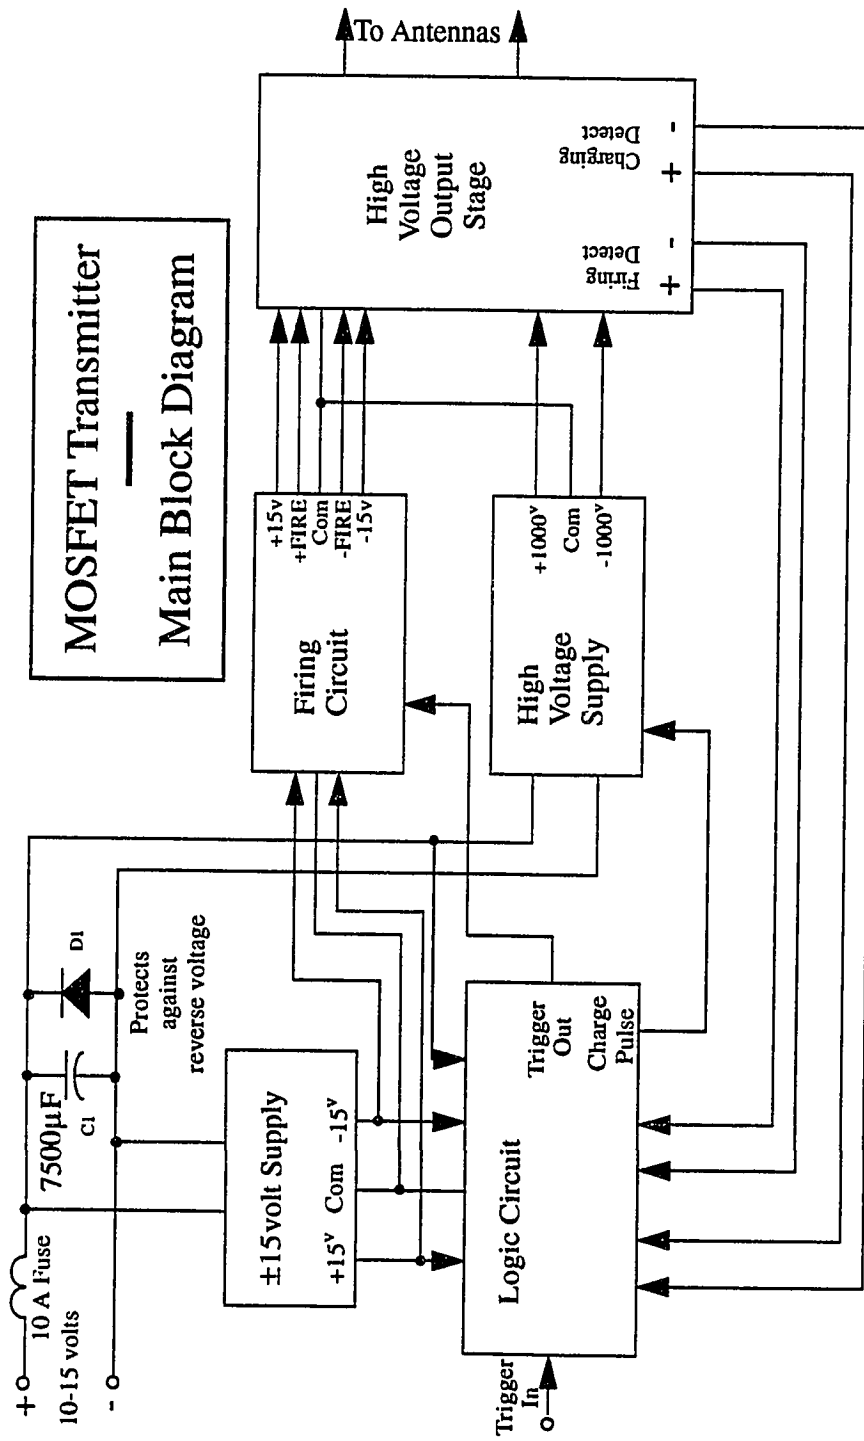 MOSFET Transmitter
Main Block Diagram
+
10 A Fuse
10-15 volts
-
7500µF
C1
D1
Protects
against
reverse voltage
±15volt Supply
+15v
Com
-15v
Trigger
In
Logic Circuit
Trigger
Out
Charge
Pulse
Firing
Circuit
+15v
+FIRE
Com
-FIRE
-15v
High
Voltage
Supply
+1000v
Com
-1000v
High
Voltage
Output
Stage
Firing
Detect
+
-
Charging
Detect
+
-
To Antennas